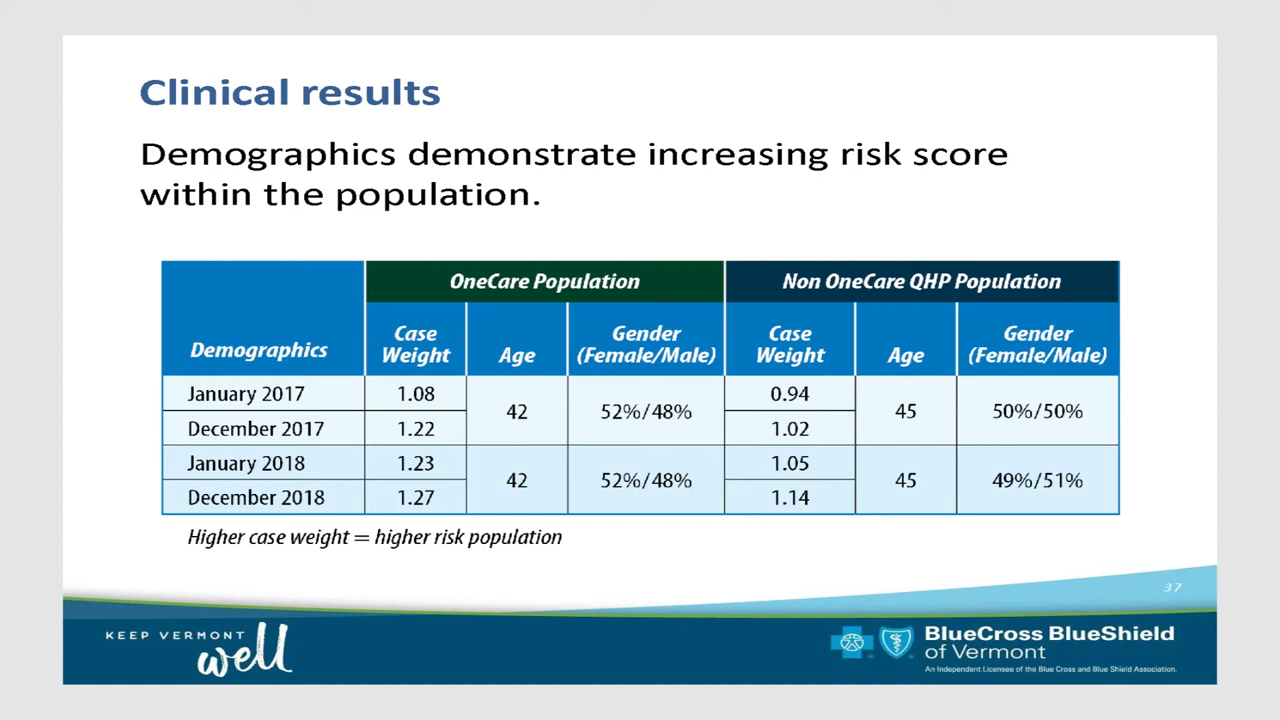 Clinical results
Demographics demonstrate increasing risk score
within the population.
OneCare Population Non OneCare QHP Population
Demographics Case Weight Age Gender (Female/Male) Case Weight Age Gender (Female/Male)
January 2017 1.08 42 52%/48% 0.94 45 50%/50%
December 2017 1.22 1.02
January 2018 1.23 42 52%/48% 1.05 45 49%/51%
December 2018 1.27 1.14
Higher case weight = higher risk population
37
KEEP VERMONT
well
BlueCross BlueShield
of Vermont
An Independent Licensee of the Blue Cross and Blue Shield Association.